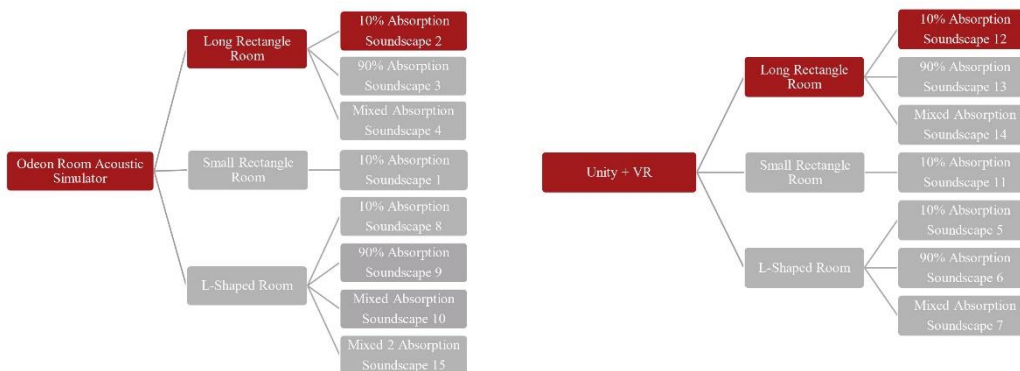 Odeon Room Acoustic
Simulator
Long Rectangle
Room
10% Absorption
Soundscape 2
90% Absorption
Soundscape 3
Mixed Absorption
Soundscape 4
Small Rectangle
Room
10% Absorption
Soundscape 1
L-Shaped Room
10% Absorption
Soundscape 8
90% Absorption
Soundscape 9
Mixed Absorption
Soundscape 10
Mixed 2 Absorption
Soundscape 15
Unity + VR
Long Rectangle
Room
10% Absorption
Soundscape 12
90% Absorption
Soundscape 13
Mixed Absorption
Soundscape 14
Small Rectangle
Room
10% Absorption
Soundscape 11
L-Shaped Room
10% Absorption
Soundscape 5
90% Absorption
Soundscape 6
Mixed Absorption
Soundscape 7